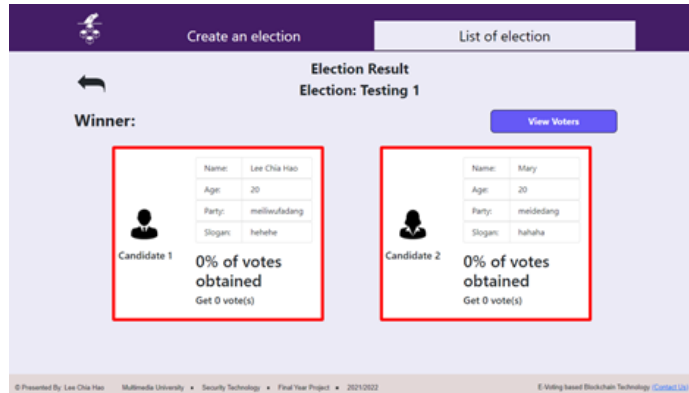 Create an election
List of election
Election Result
Election: Testing 1
Winner:
View Voters
Name: Lee Chia Hao
Age: 20
Party: meiliwufadang
Slogan: hehehe
Candidate 1
0% of votes
obtained
Get 0 vote(s)
Name: Mary
Age: 20
Party: meidedang
Slogan: hahaha
Candidate 2
0% of votes
obtained
Get 0 vote(s)
© Presented By: Lee Chia Hao
Multimedia University • Security Technology • Final Year Project • 2021/2022
E-Voting based Blockchain Technology (Contact Us)